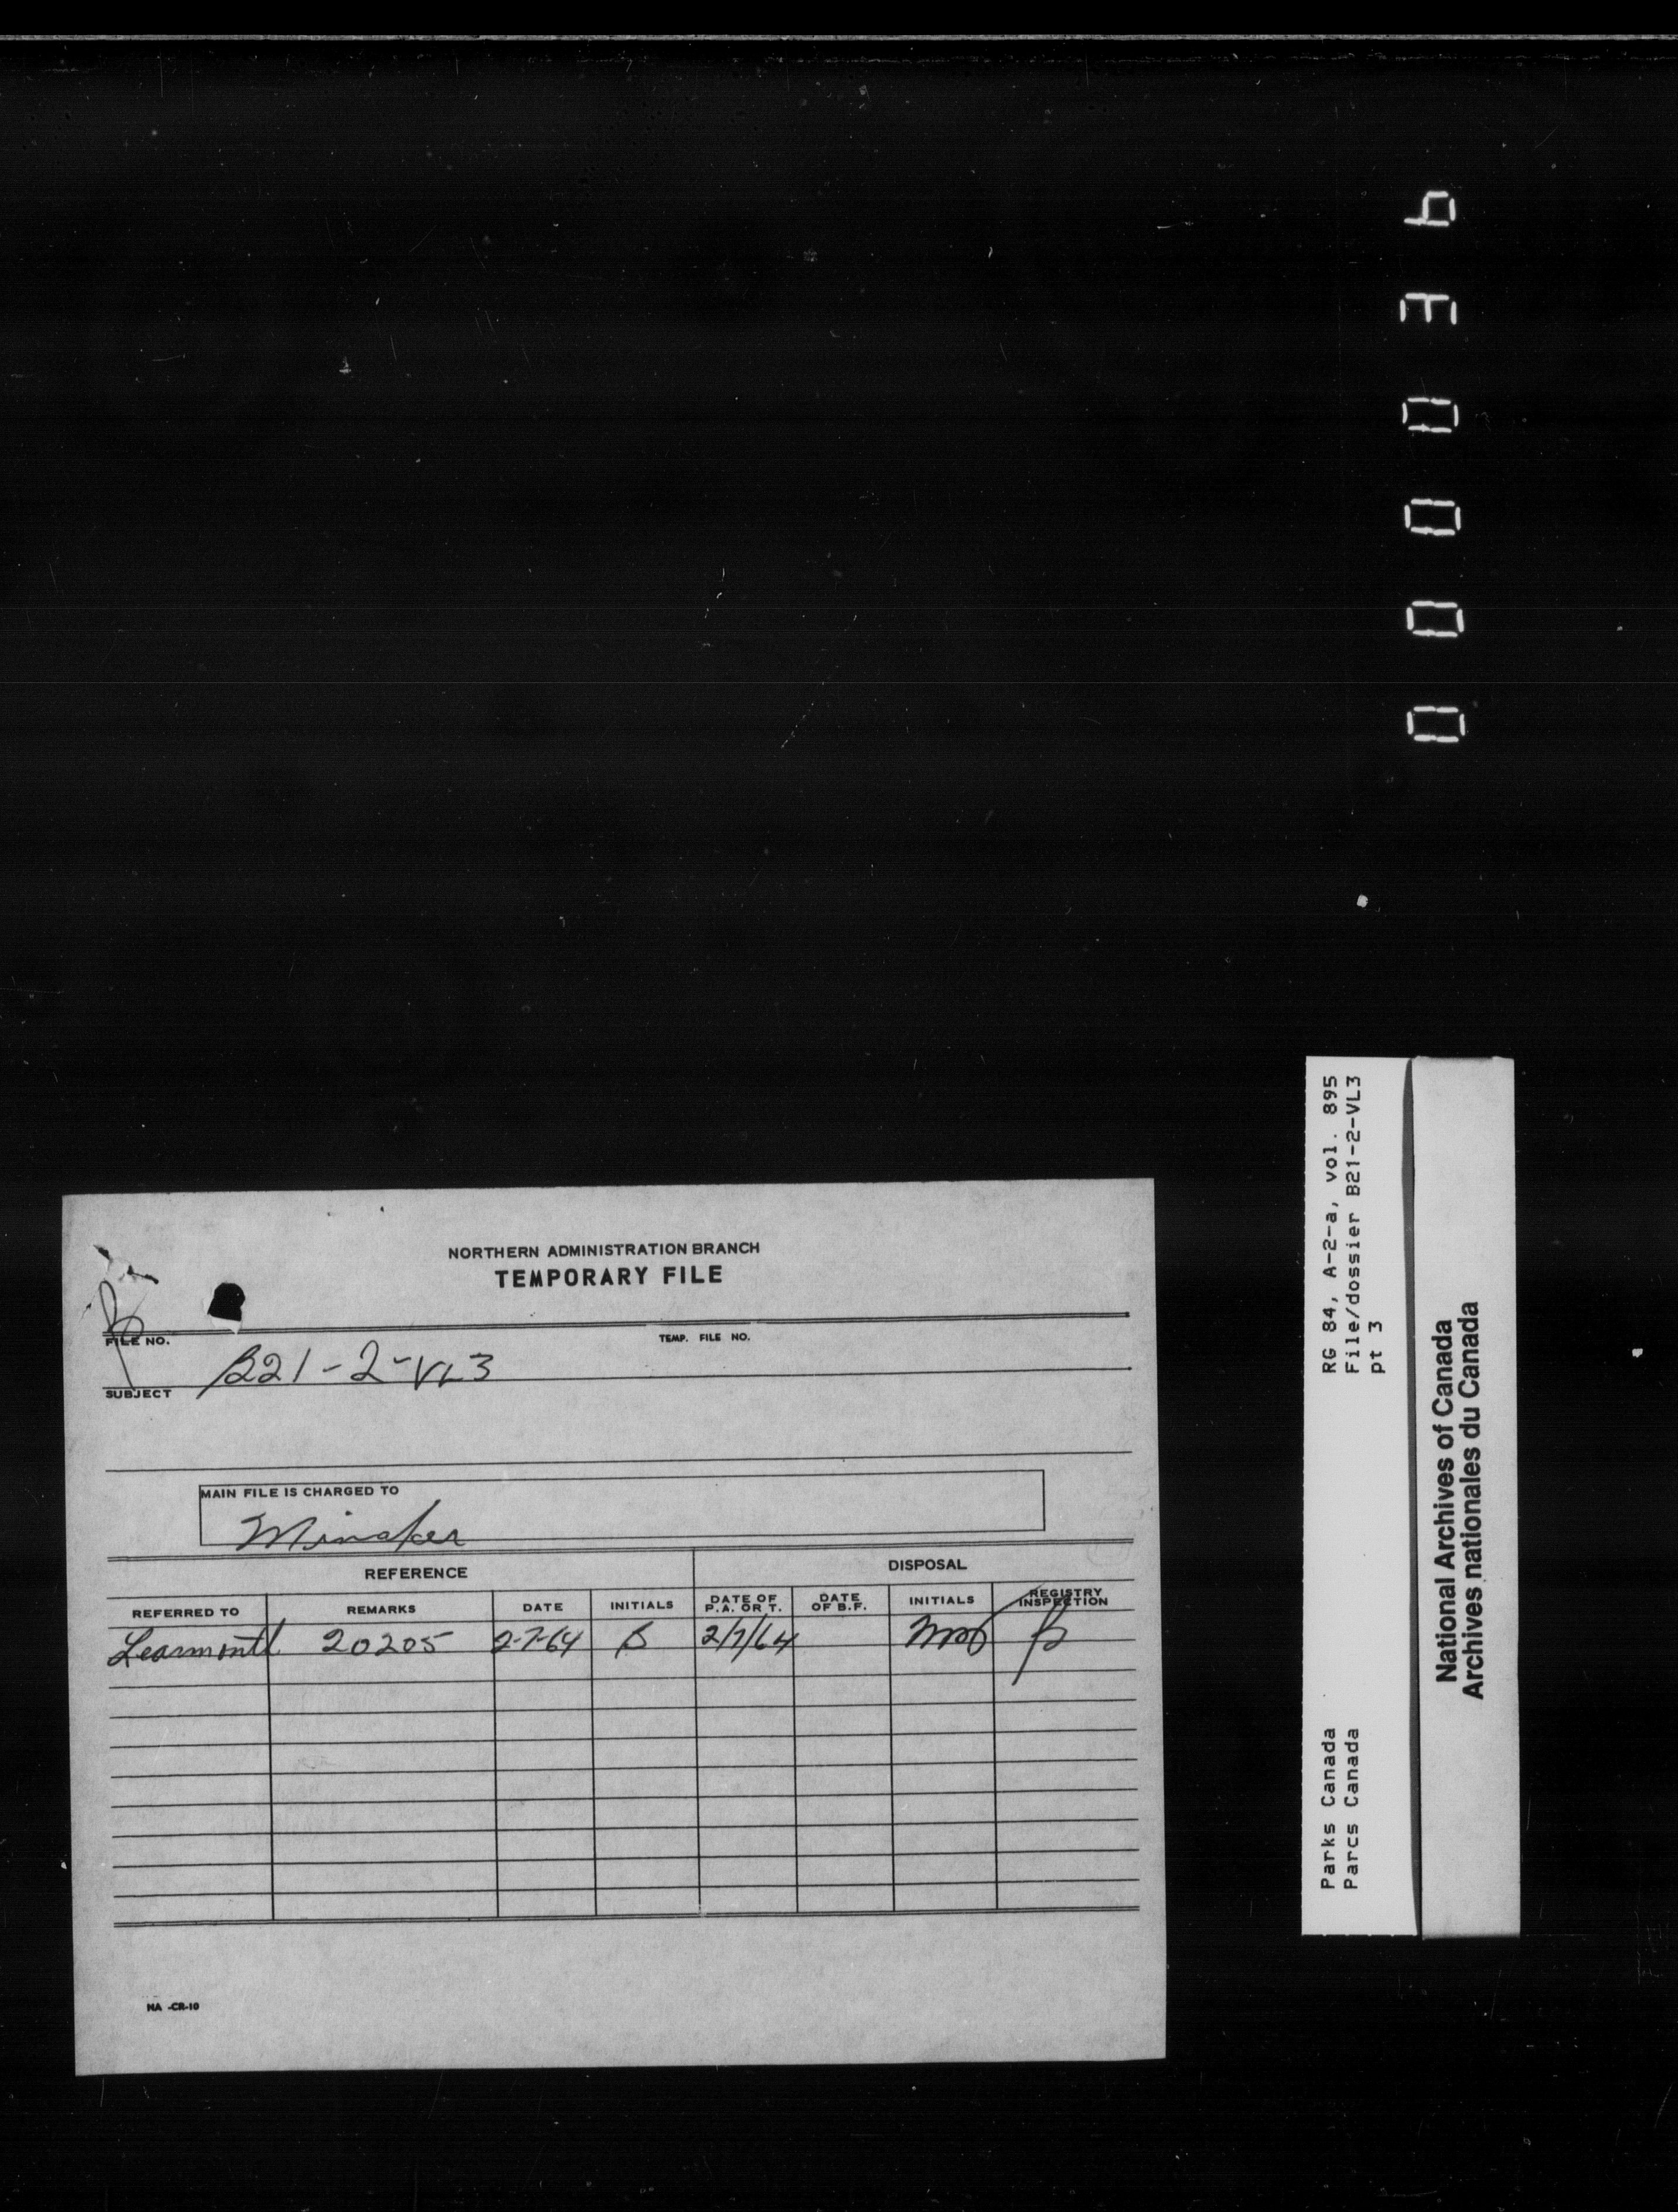 000036
NORTHERN ADMINISTRATION BRANCH
TEMPORARY FILE
FILE NO.
TEMP. FILE NO.
B21-2-VL3
SUBJECT
MAIN FILE IS CHARGED TO
REFERENCE
DISPOSAL
REFERRED TO REMARKS DATE INITIALS DATE OF P.A. OR T. DATE OF B.F. INITIALS REGISTRY INSPECTION
Learmonth 20205 2-7-64 B 2/7/64
NA -CR-10
RG 84, A-2-a, vol. 895
File/dossier B21-2-VL3
pt 3
Parks Canada
Parcs Canada
National Archives of Canada
Archives nationales du Canada